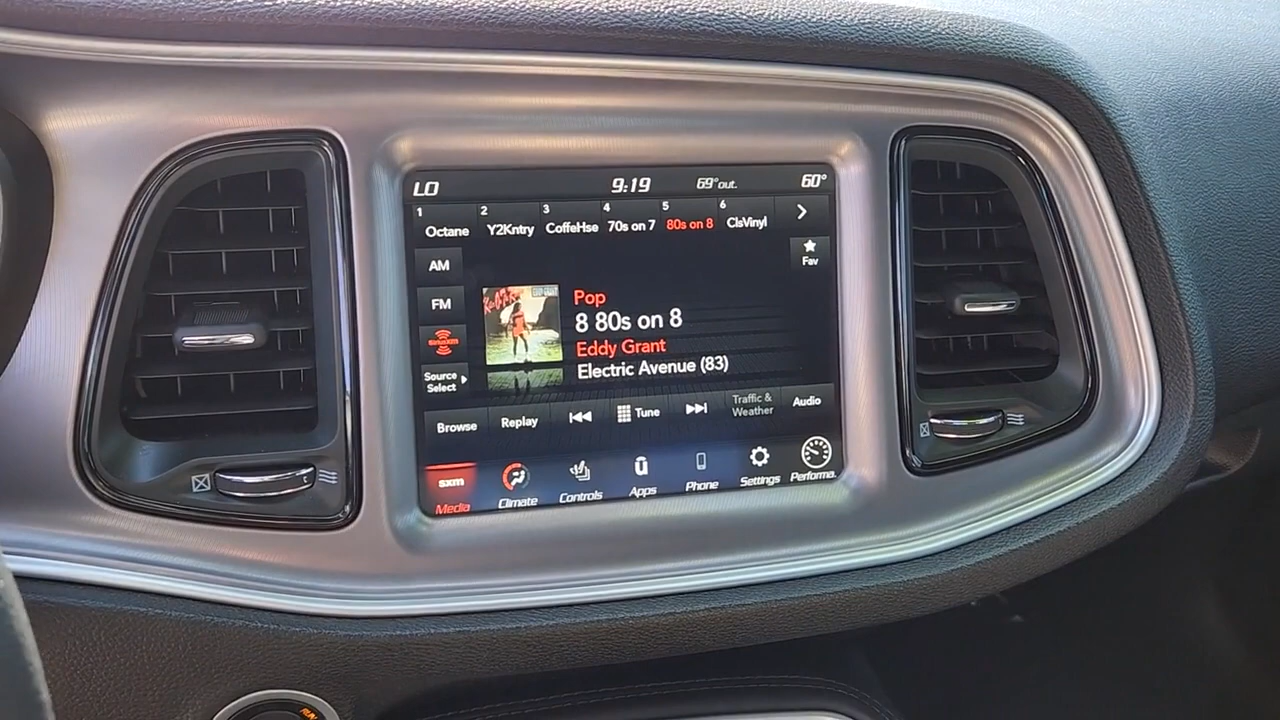 LO 9:19 69°out. 60°
1 2 3 4 5 6
Octane Y2Kntry CoffeHse 70s on 7 80s on 8 ClsVinyl
AM
Fav
FM
Pop
8 80s on 8
siriusxm
Eddy Grant
Source
Select
Electric Avenue (83)
Browse Replay Tune Traffic &
Weather
Audio
sxm
Media Climate Controls Apps Phone Settings Performa.
RUN